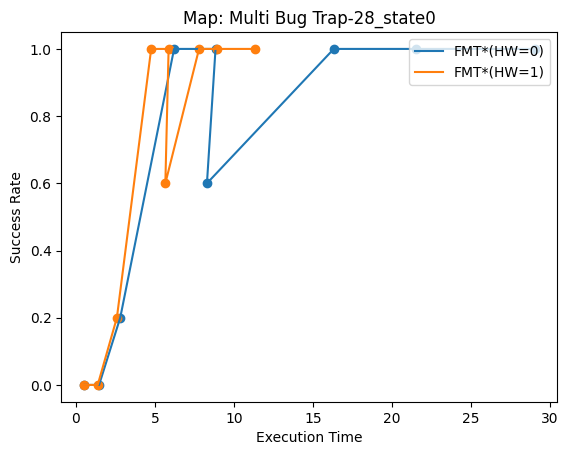 Map: Multi Bug Trap-28_state0
FMT*(HW=0)
FMT*(HW=1)
Success Rate
1.0
0.8
0.6
0.4
0.2
0.0
0
5
10
15
20
25
30
Execution Time